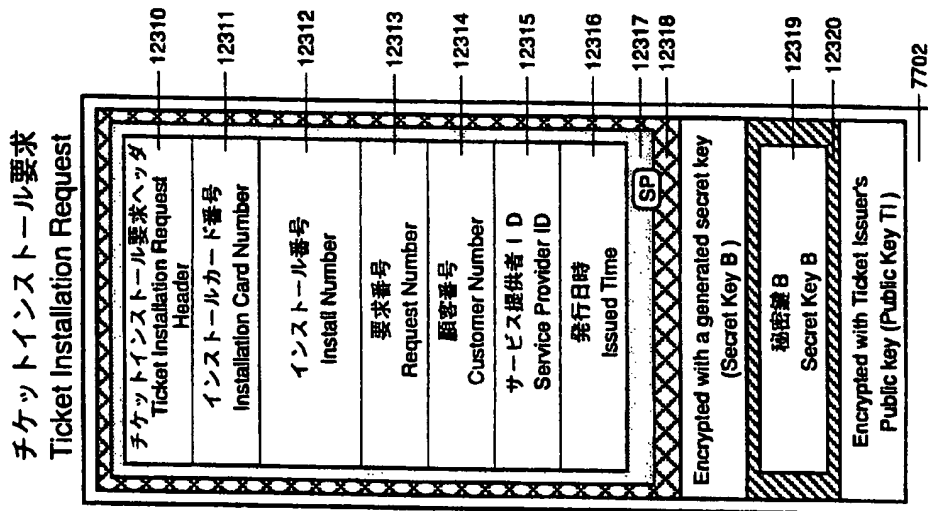 チケットインストール要求
Ticket Installation Request
チケットインストール要求ヘッダ
Ticket Installation Request
Header
12310
インストールカード番号
Installation Card Number
12311
インストール番号
Install Number
12312
要求番号
Request Number
12313
顧客番号
Customer Number
12314
サービス提供者ID
Service Provider ID
12315
発行日時
Issued Time
12316
SP
12317
12318
Encrypted with a generated secret key
(Secret Key B)
秘密鍵B
Secret Key B
12319
12320
Encrypted with Ticket Issuer's
Public key (Public Key TI)
7702